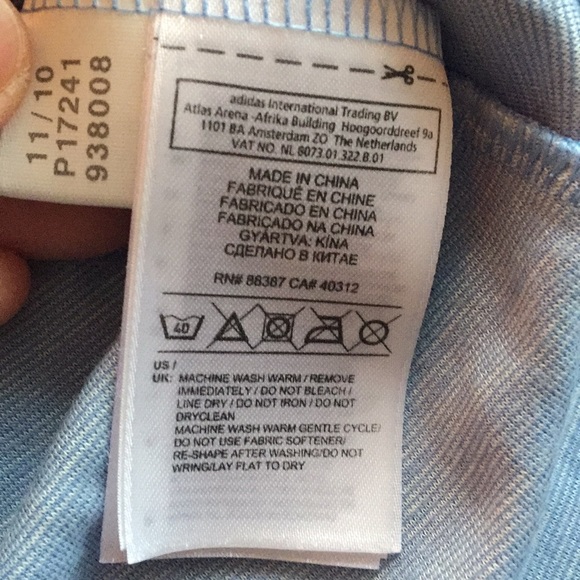 11/10
P17241
938008
adidas International Trading BV
Atlas Arena -Afrika Building Hoogoorddreef 9a
1101 BA Amsterdam ZO The Netherlands
VAT NO. NL 8073.01.322.B.01
MADE IN CHINA
FABRIQUÉ EN CHINE
FABRICADO EN CHINA
FABRICADO NA CHINA
GYÁRTVA: KÍNA
СДЕЛАНО В КИТАЕ
RN# 88387 CA# 40312
40
US /
UK: MACHINE WASH WARM / REMOVE
IMMEDIATELY / DO NOT BLEACH /
LINE DRY / DO NOT IRON / DO NOT
DRYCLEAN
MACHINE WASH WARM GENTLE CYCLE/
DO NOT USE FABRIC SOFTENER/
RE-SHAPE AFTER WASHING/DO NOT
WRING/LAY FLAT TO DRY